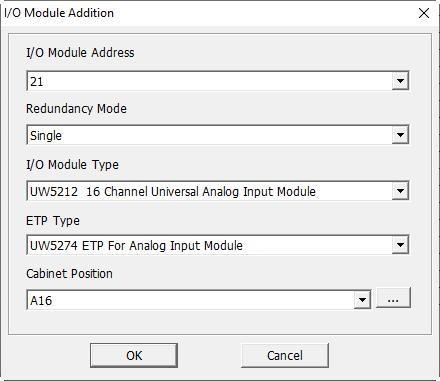 I/O Module Addition
I/O Module Address
21
Redundancy Mode
Single
I/O Module Type
UW5212  16 Channel Universal Analog Input Module
ETP Type
UW5274 ETP For Analog Input Module
Cabinet Position
A16
...
OK
Cancel